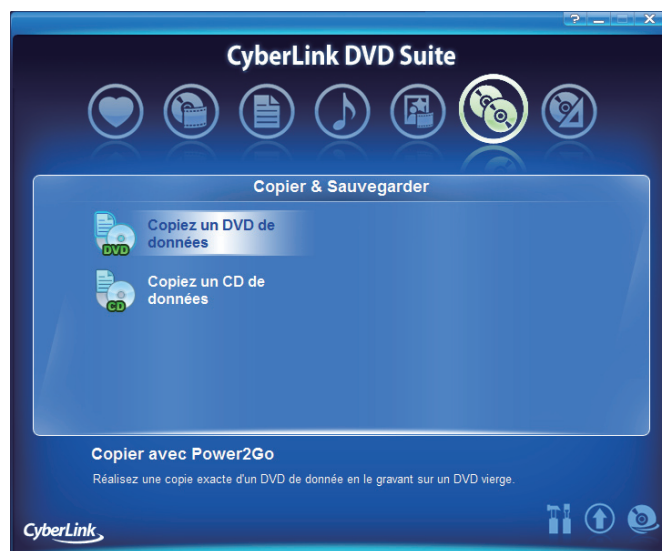 CyberLink DVD Suite
Copier & Sauvegarder
Copiez un DVD de
données
DVD
Copiez un CD de
données
CD
Copier avec Power2Go
Réalisez une copie exacte d'un DVD de donnée en le gravant sur un DVD vierge.
CyberLink